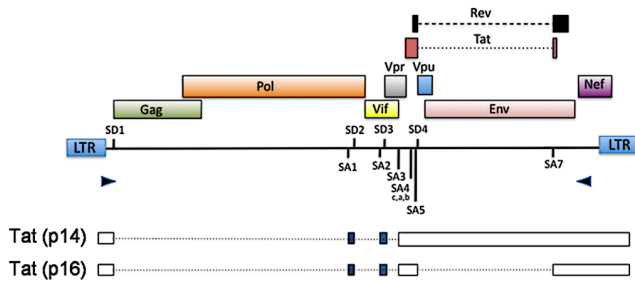 Rev
Tat
Vpr
Vpu
Pol
Nef
Gag
Vif
Env
SD1
SD2
SD3
SD4
LTR
LTR
SA1
SA2
SA3
SA4
c,a,b
SA5
SA7
Tat (p14)
Tat (p16)